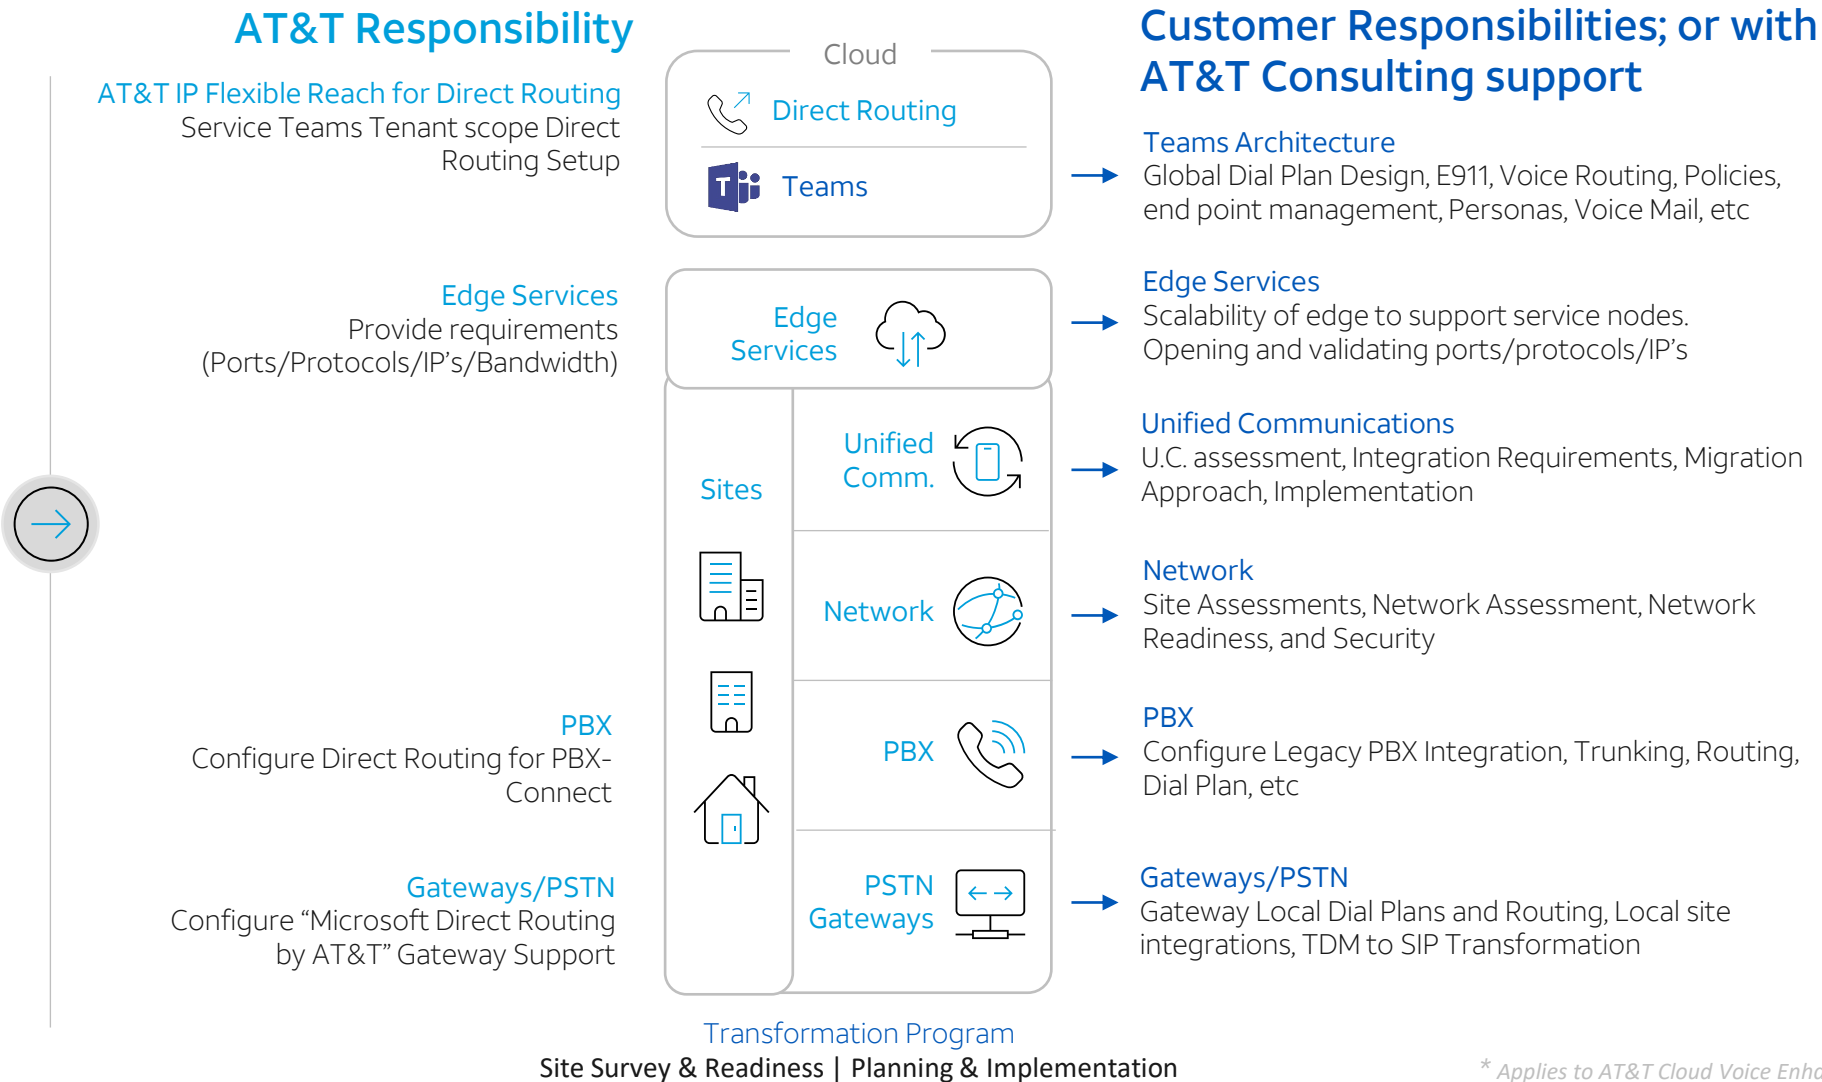 AT&T Responsibility
AT&T IP Flexible Reach for Direct Routing
Service Teams Tenant scope Direct
Routing Setup
Edge Services
Provide requirements
(Ports/Protocols/IP's/Bandwidth)
PBX
Configure Direct Routing for PBX-
Connect
Gateways/PSTN
Configure “Microsoft Direct Routing
by AT&T” Gateway Support
Cloud
Direct Routing
T
Teams
Edge
Services
Sites
Unified
Comm.
Network
PBX
PSTN
Gateways
Transformation Program
Site Survey & Readiness | Planning & Implementation
Customer Responsibilities; or with
AT&T Consulting support
Teams Architecture
Global Dial Plan Design, E911, Voice Routing, Policies,
end point management, Personas, Voice Mail, etc
Edge Services
Scalability of edge to support service nodes.
Opening and validating ports/protocols/IP's
Unified Communications
U.C. assessment, Integration Requirements, Migration
Approach, Implementation
Network
Site Assessments, Network Assessment, Network
Readiness, and Security
PBX
Configure Legacy PBX Integration, Trunking, Routing,
Dial Plan, etc
Gateways/PSTN
Gateway Local Dial Plans and Routing, Local site
integrations, TDM to SIP Transformation
* Applies to AT&T Cloud Voice